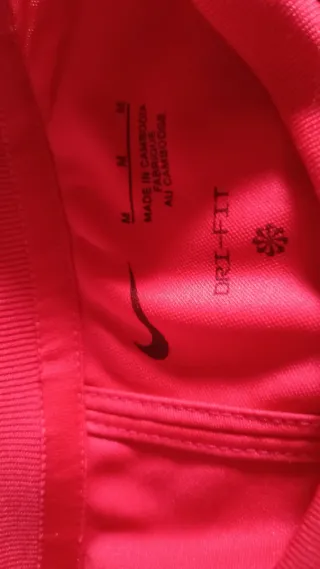 DRI-FIT
M M M
MADE IN CAMBODIA
FABRIQUÉ
AU CAMBODGE